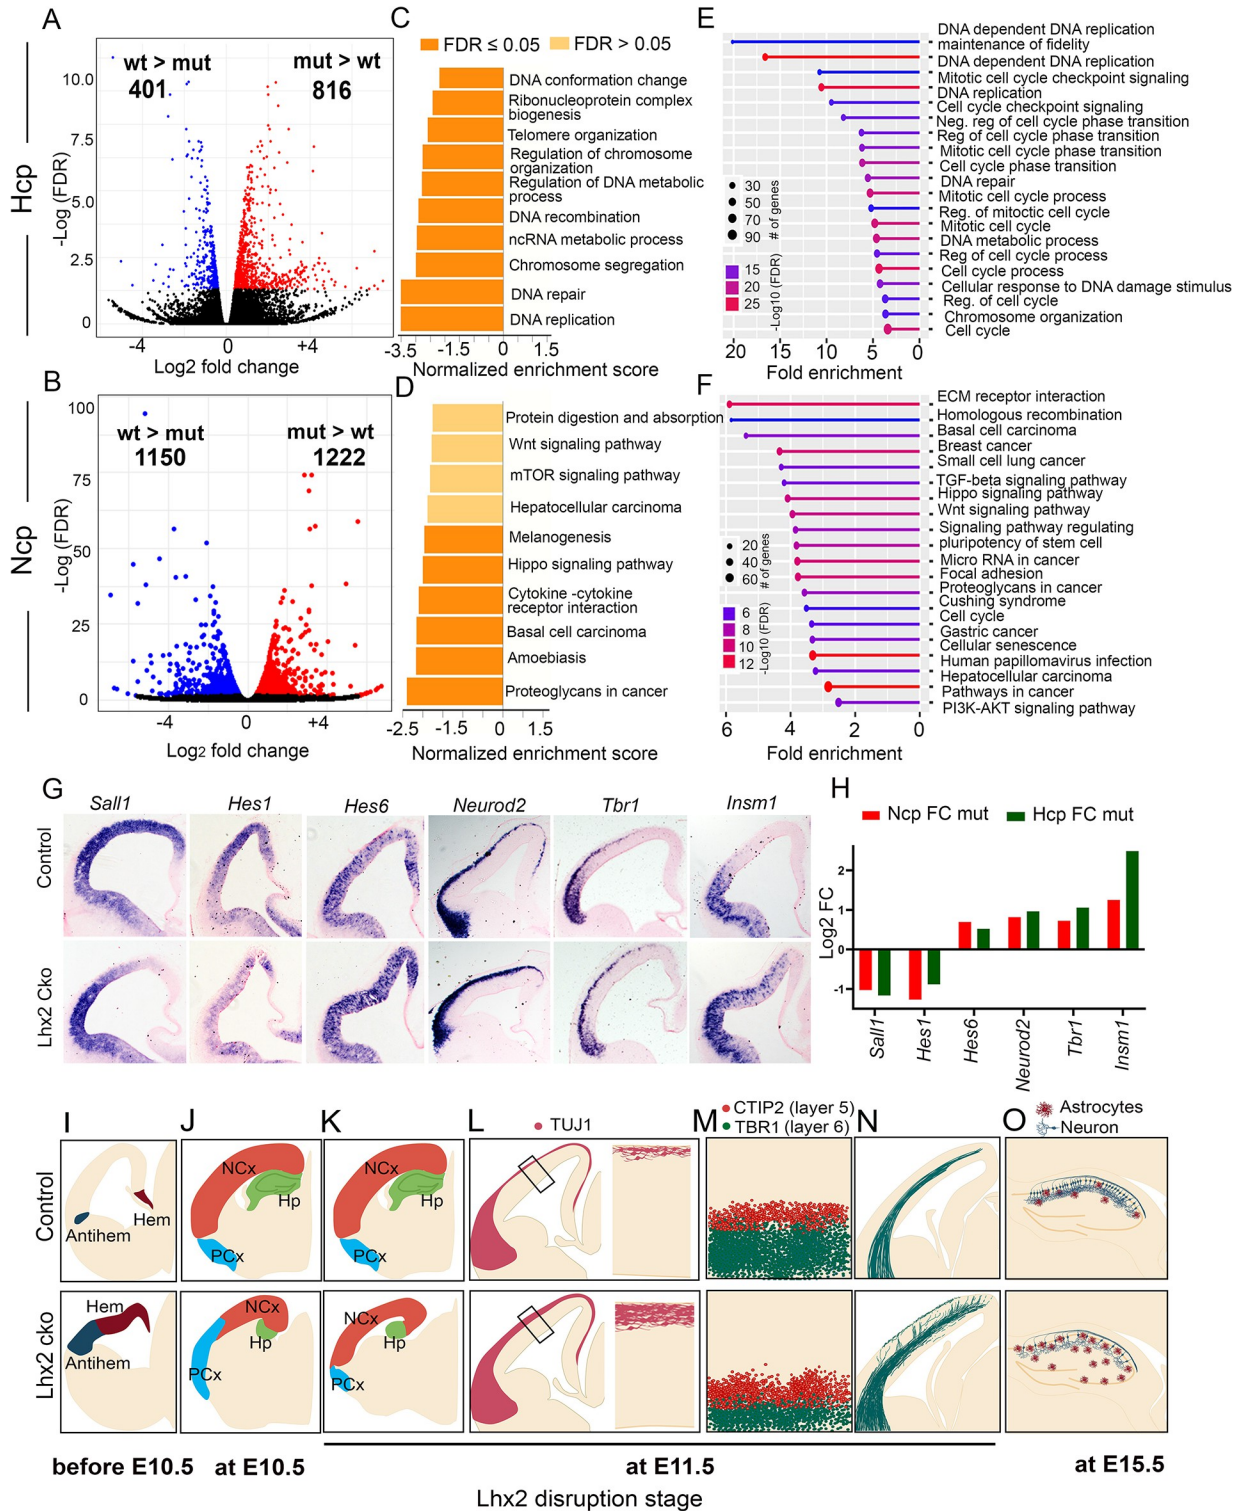 A
Hcp
wt > mut
401
mut > wt
816
10.0
7.5
5.0
2.5
0
-Log (FDR)
-4
0
+4
Log2 fold change
C
FDR ≤ 0.05
FDR > 0.05
DNA conformation change
Ribonucleoprotein complex
biogenesis
Telomere organization
Regulation of chromosome
organization
Regulation of DNA metabolic
process
DNA recombination
ncRNA metabolic process
Chromosome segregation
DNA repair
DNA replication
-3.5
-1.5
0
1.5
Normalized enrichment score
E
DNA dependent DNA replication
maintenance of fidelity
DNA dependent DNA replication
Mitotic cell cycle checkpoint signaling
DNA replication
Cell cycle checkpoint signaling
Neg. reg of cell cycle phase transition
Reg of cell cycle phase transition
Mitotic cell cycle phase transition
Cell cycle phase transition
DNA repair
Mitotic cell cycle process
Reg. of mitoctic cell cycle
Mitotic cell cycle
DNA metabolic process
Reg of cell cycle process
Cell cycle process
Cellular response to DNA damage stimulus
Reg. of cell cycle
Chromosome organization
Cell cycle
30
50
70
90
# of genes
15
20
25
-Log10 (FDR)
20
15
10
5
0
Fold enrichment
B
Ncp
wt > mut
1150
mut > wt
1222
100
75
50
25
0
-Log (FDR)
-4
0
+4
Log2 fold change
D
Protein digestion and absorption
Wnt signaling pathway
mTOR signaling pathway
Hepatocellular carcinoma
Melanogenesis
Hippo signaling pathway
Cytokine -cytokine
receptor interaction
Basal cell carcinoma
Amoebiasis
Proteoglycans in cancer
-2.5
-1.5
0
1.5
Normalized enrichment score
F
ECM receptor interaction
Homologous recombination
Basal cell carcinoma
Breast cancer
Small cell lung cancer
TGF-beta signaling pathway
Hippo signaling pathway
Wnt signaling pathway
Signaling pathway regulating
pluripotency of stem cell
Micro RNA in cancer
Focal adhesion
Proteoglycans in cancer
Cushing syndrome
Cell cycle
Gastric cancer
Cellular senescence
Human papillomavirus infection
Hepatocellular carcinoma
Pathways in cancer
PI3K-AKT signaling pathway
20
40
60
# of genes
6
8
10
12
-Log10 (FDR)
6
4
2
0
Fold enrichment
G
Sall1
Hes1
Hes6
Neurod2
Tbr1
Insm1
Control
Lhx2 Cko
H
Ncp FC mut
Hcp FC mut
2
1
0
-1
Log2 FC
Sall1
Hes1
Hes6
Neurod2
Tbr1
Insm1
I
J
K
L
TUJ1
M
CTIP2 (layer 5)
TBR1 (layer 6)
N
O
Astrocytes
Neuron
Control
Antihem
Hem
NCx
Hp
PCx
NCx
Hp
PCx
Lhx2 cko
Hem
Antihem
NCx
Hp
PCx
NCx
Hp
PCx
before E10.5
at E10.5
at E11.5
at E15.5
Lhx2 disruption stage